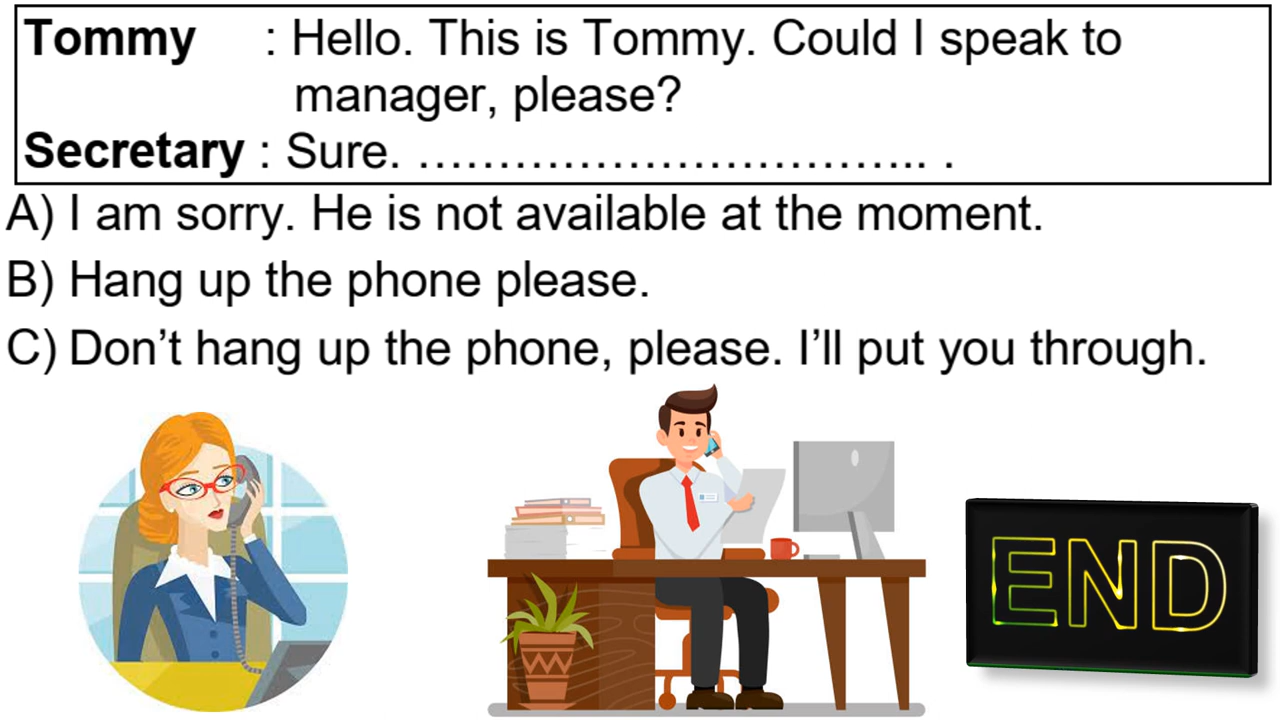 Tommy : Hello. This is Tommy. Could I speak to
manager, please?
Secretary : Sure. …………………………….. .
A) I am sorry. He is not available at the moment.
B) Hang up the phone please.
C) Don’t hang up the phone, please. I’ll put you through.
END